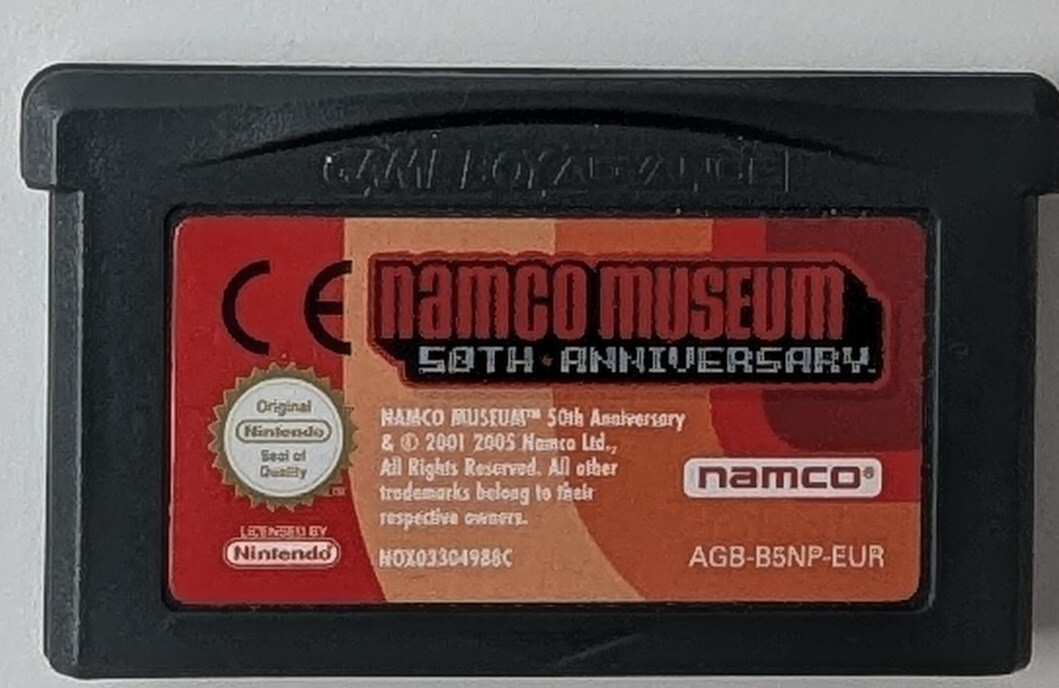 GAME BOY ADVANCE
CE
namco museum
50TH ANNIVERSARY
Original
Nintendo
Seal of
Quality
TM
LICENSED BY
Nintendo
NAMCO MUSEUM™ 50th Anniversary
& © 2001 2005 Namco Ltd.,
All Rights Reserved. All other
trademarks belong to their
respective owners.
NOX03304988C
namco®
AGB-B5NP-EUR